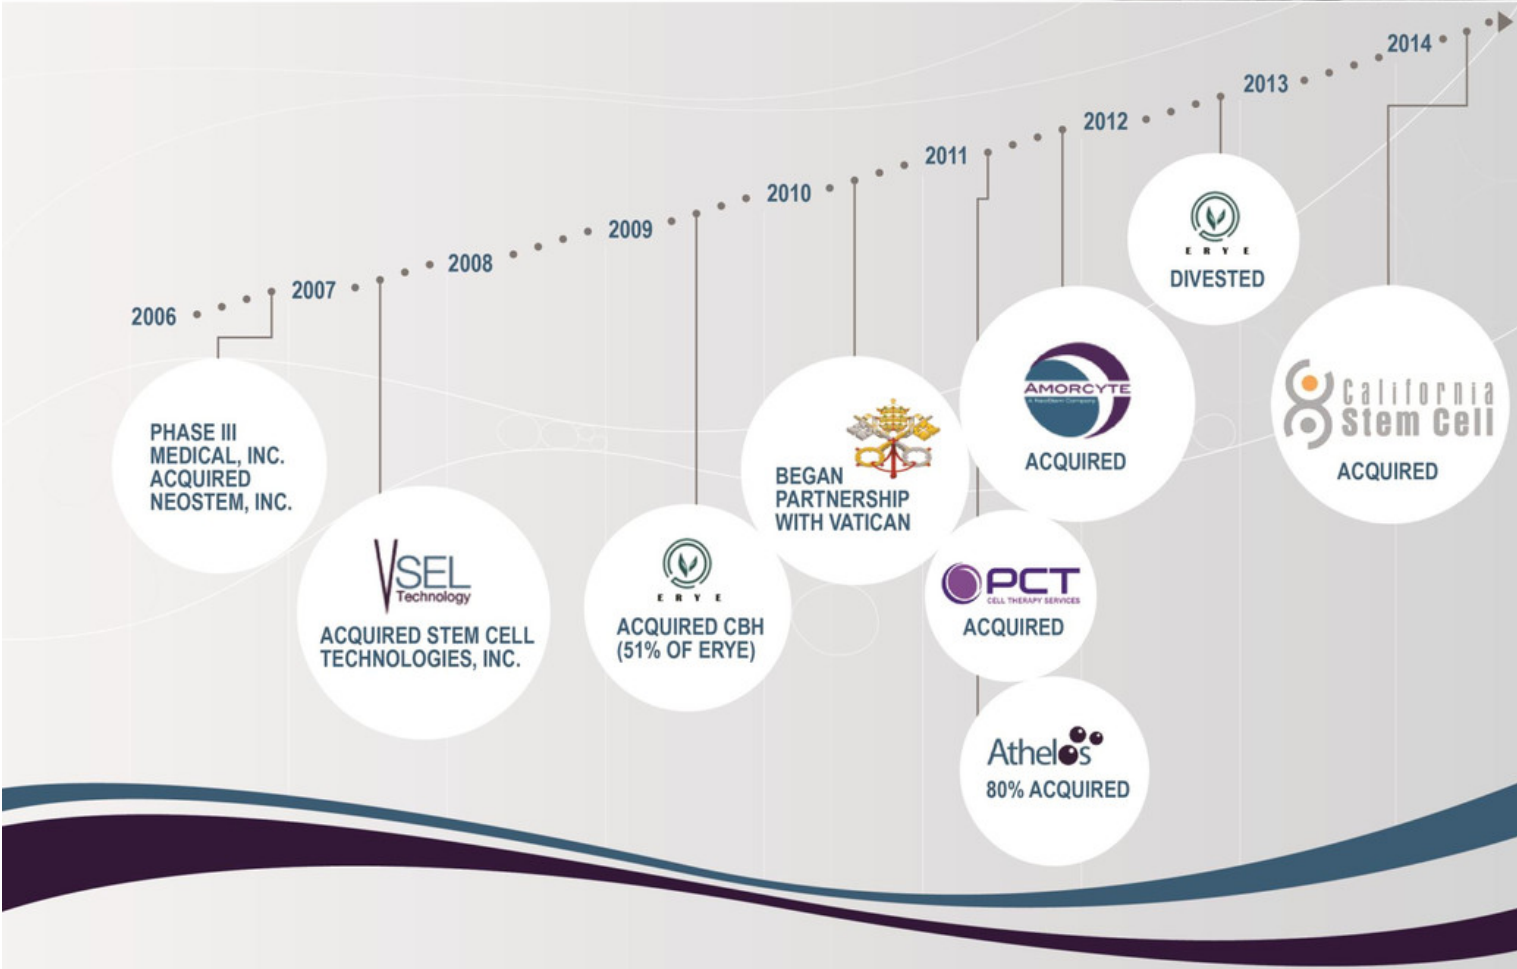 2006
2007
2008
2009
2010
2011
2012
2013
2014
PHASE III
MEDICAL, INC.
ACQUIRED
NEOSTEM, INC.
VSEL
Technology
ACQUIRED STEM CELL
TECHNOLOGIES, INC.
ERYE
ACQUIRED CBH
(51% OF ERYE)
BEGAN
PARTNERSHIP
WITH VATICAN
PCT
CELL THERAPY SERVICES
ACQUIRED
Athelos
80% ACQUIRED
AMORCYTE
A NeoStem Company
ACQUIRED
ERYE
DIVESTED
California
Stem Cell
ACQUIRED